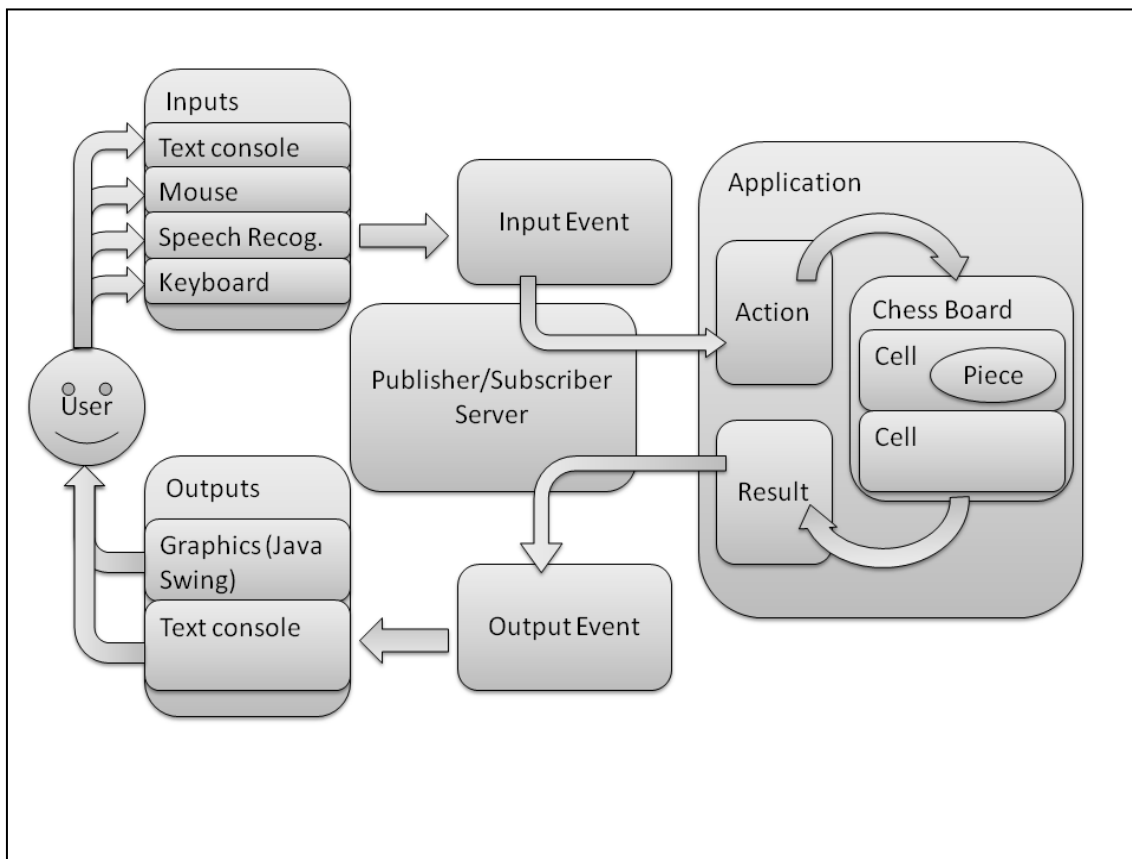 Inputs
Text console
Mouse
Speech Recog.
Keyboard
Input Event
Application
Action
Chess Board
Cell
Piece
Cell
Publisher/Subscriber
Server
User
Result
Outputs
Graphics (Java
Swing)
Text console
Output Event